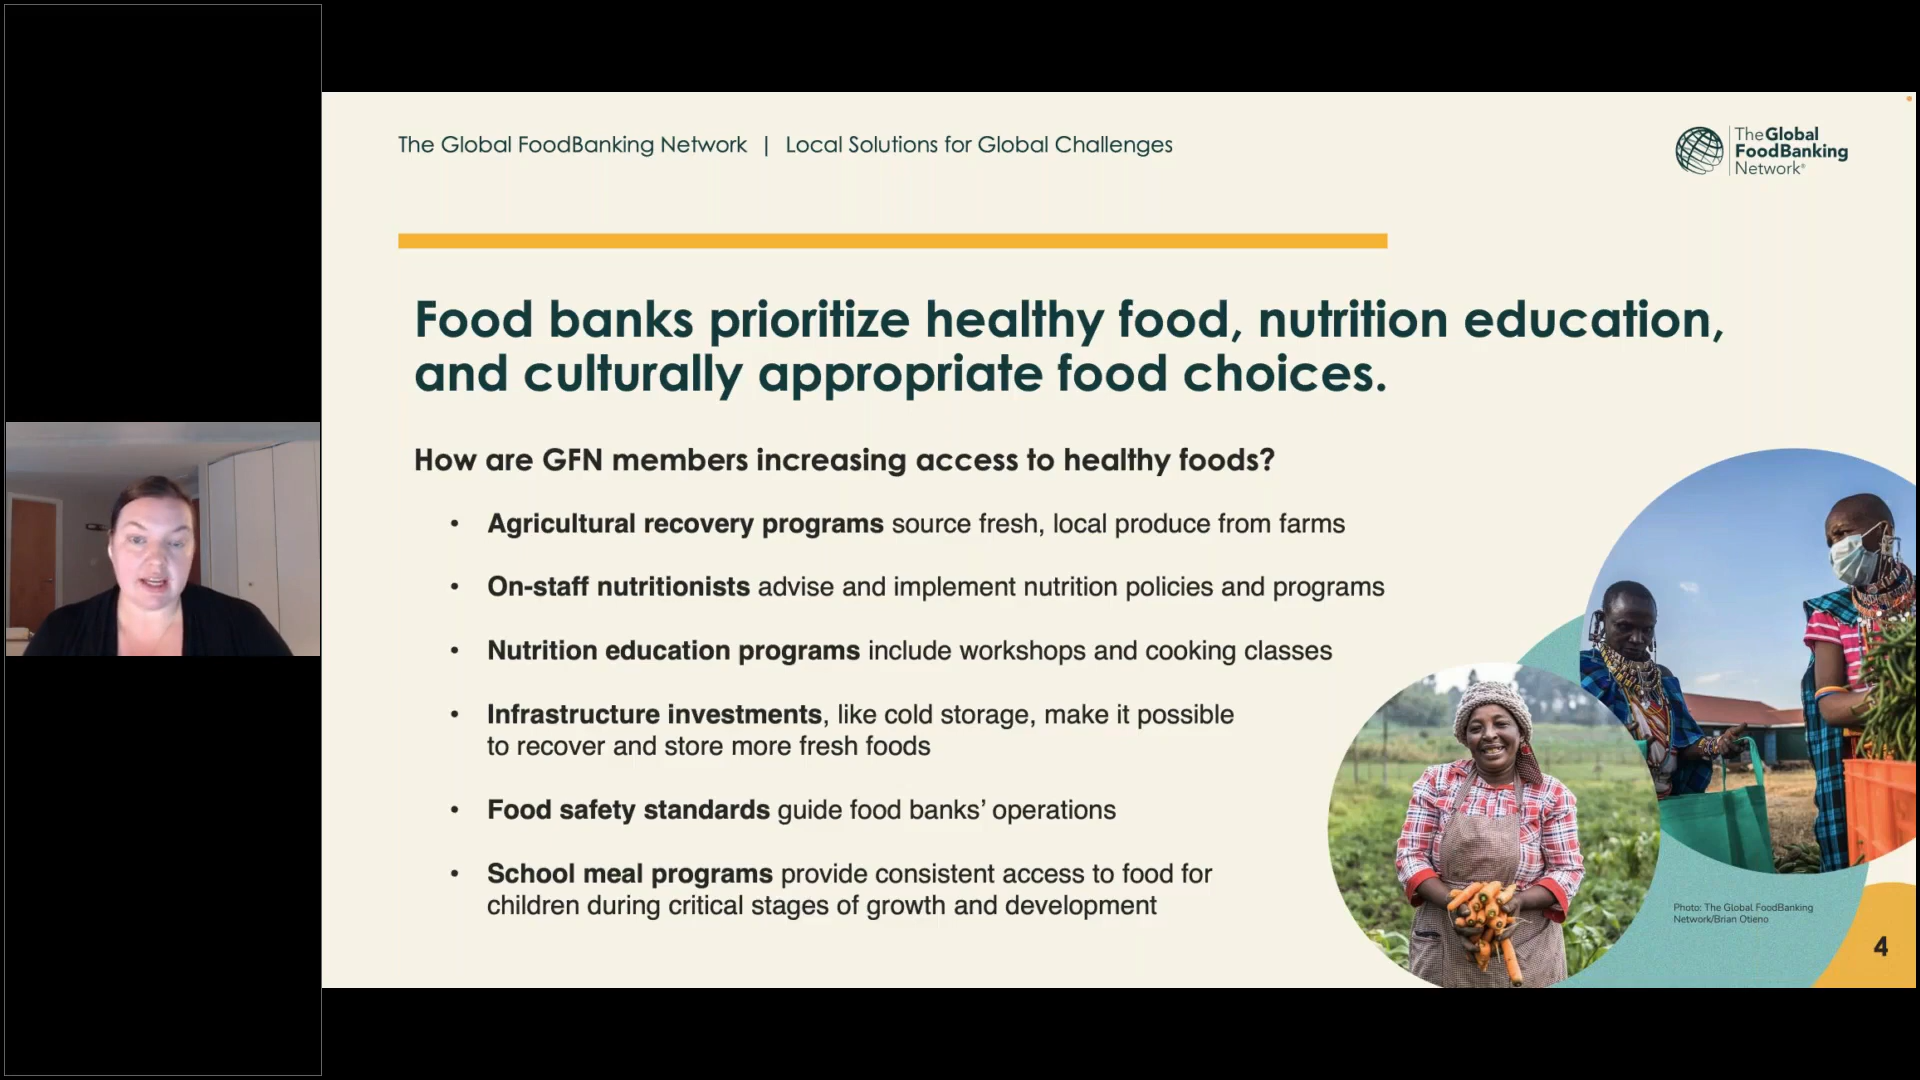 The Global FoodBanking Network | Local Solutions for Global Challenges
The Global
FoodBanking
Network®
Food banks prioritize healthy food, nutrition education,
and culturally appropriate food choices.
How are GFN members increasing access to healthy foods?
• Agricultural recovery programs source fresh, local produce from farms
• On-staff nutritionists advise and implement nutrition policies and programs
• Nutrition education programs include workshops and cooking classes
• Infrastructure investments, like cold storage, make it possible
to recover and store more fresh foods
• Food safety standards guide food banks’ operations
• School meal programs provide consistent access to food for
children during critical stages of growth and development
Photo: The Global FoodBanking
Network/Brian Otieno
4